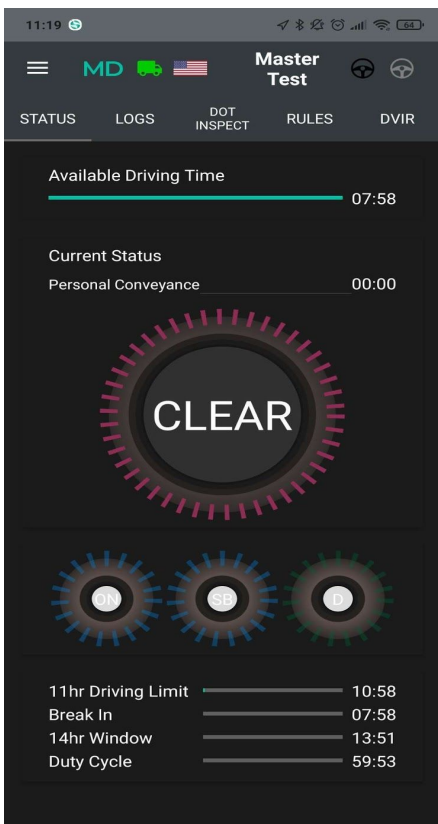 11:19 64
MD Master Test
STATUS LOGS DOT INSPECT RULES DVIR
Available Driving Time
07:58
Current Status
Personal Conveyance 00:00
CLEAR
ON SB D
11hr Driving Limit 10:58
Break In 07:58
14hr Window 13:51
Duty Cycle 59:53